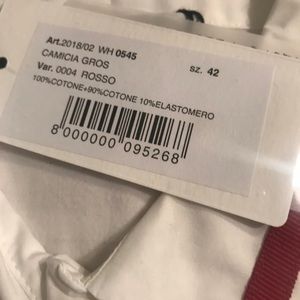 Art.2018/02 WH 0545
CAMICIA GROS sz. 42
Var. 0004 ROSSO
100%COTONE+90%COTONE 10%ELASTOMERO
8 000000 095268